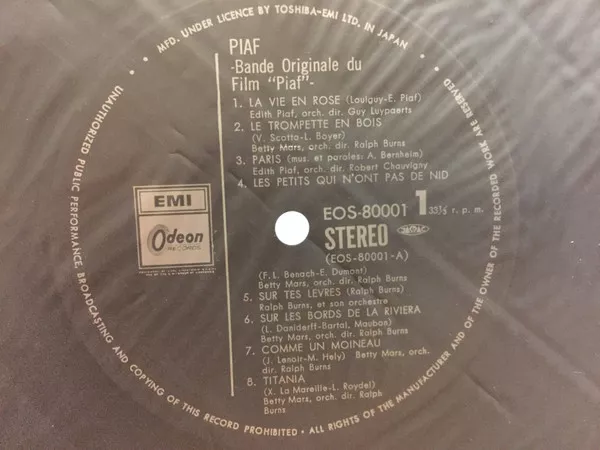 MFD. UNDER LICENCE BY TOSHIBA-EMI LTD. IN JAPAN
ALL RIGHTS OF THE MANUFACTURER AND OF THE OWNER OF THE RECORDED WORK ARE RESERVED
UNAUTHORIZED PUBLIC PERFORMANCE, BROADCASTING AND COPYING OF THIS RECORD PROHIBITED
PIAF
-Bande Originale du
Film "Piaf"-
1. LA VIE EN ROSE (Louiguy-E. Piaf)
Edith Piaf, orch. dir. Guy Luypaerts
2. LE TROMPETTE EN BOIS
(V. Scotto-L. Boyer)
Betty Mars, orch. dir. Ralph Burns
3. PARIS (mus. et paroles: A. Bernheim)
Edith Piaf, orch. dir. Robert Chauvigny
4. LES PETITS QUI N'ONT PAS DE NID
EMI
Odeon
EOS-80001 1 33⅓ r. p. m.
STEREO
(EOS-80001-A)
(F. L. Benach-E. Dumont)
Betty Mars, orch. dir. Ralph Burns
5. SUR TES LEVRES (Ralph Burns)
Ralph Burns, et son orchestre
6. SUR LES BORDS DE LA RIVIERA
(L. Daniderff-Bartal, Mauban)
Betty Mars, orch. dir. Ralph Burns
7. COMME UN MOINEAU
(J. Lenoir-M. Hely) Betty Mars, orch.
dir. Ralph Burns
8. TITANIA
(X. La Mareille-L. Roydel)
Betty Mars, orch. dir. Ralph
Burns